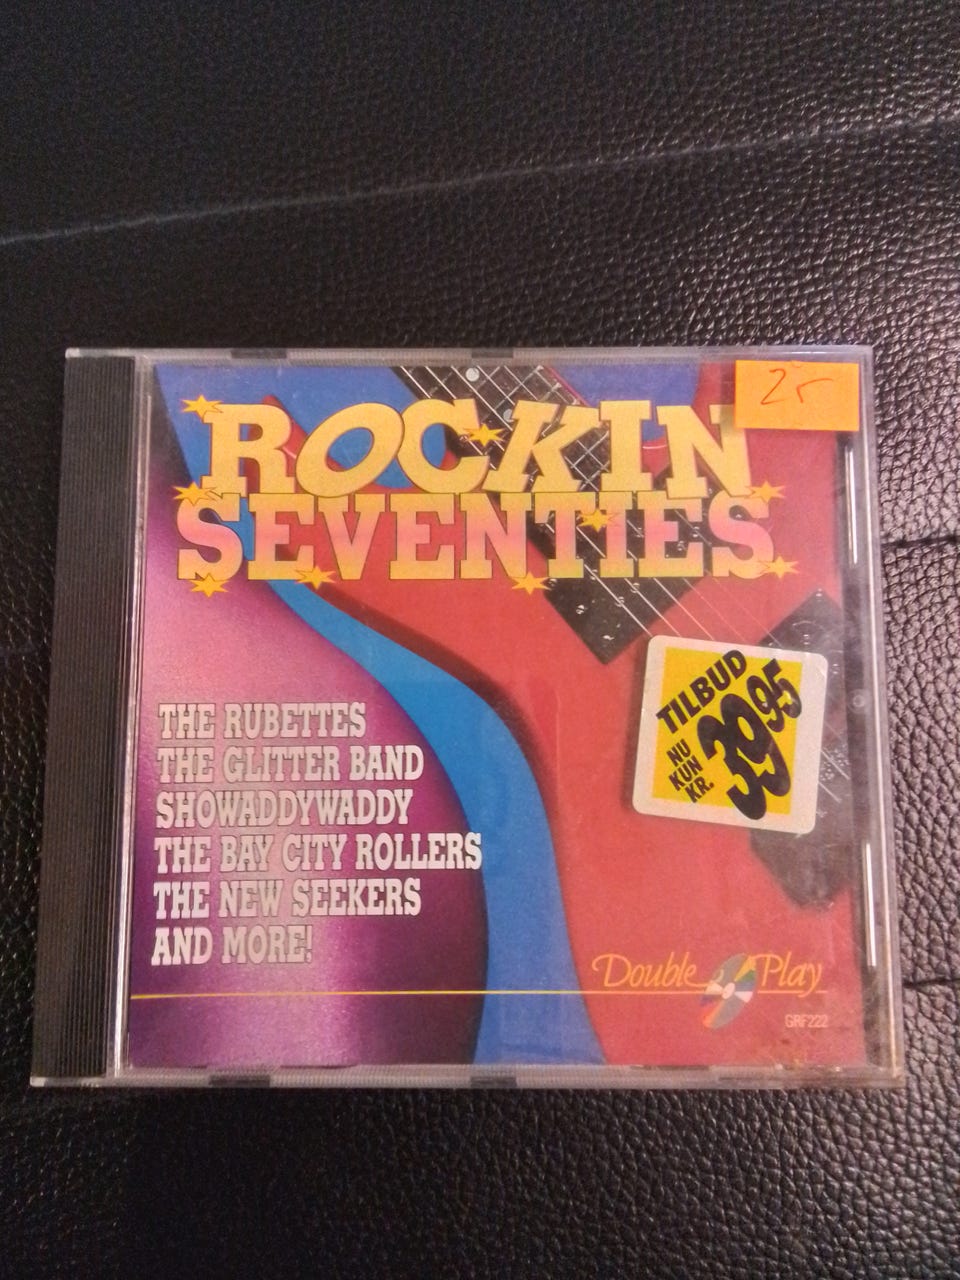 2r
ROCKIN
SEVENTIES
TILBUD
NU
KUN
KR.
39.95
THE RUBETTES
THE GLITTER BAND
SHOWADDYWADDY
THE BAY CITY ROLLERS
THE NEW SEEKERS
AND MORE!
Double Play
GRF222